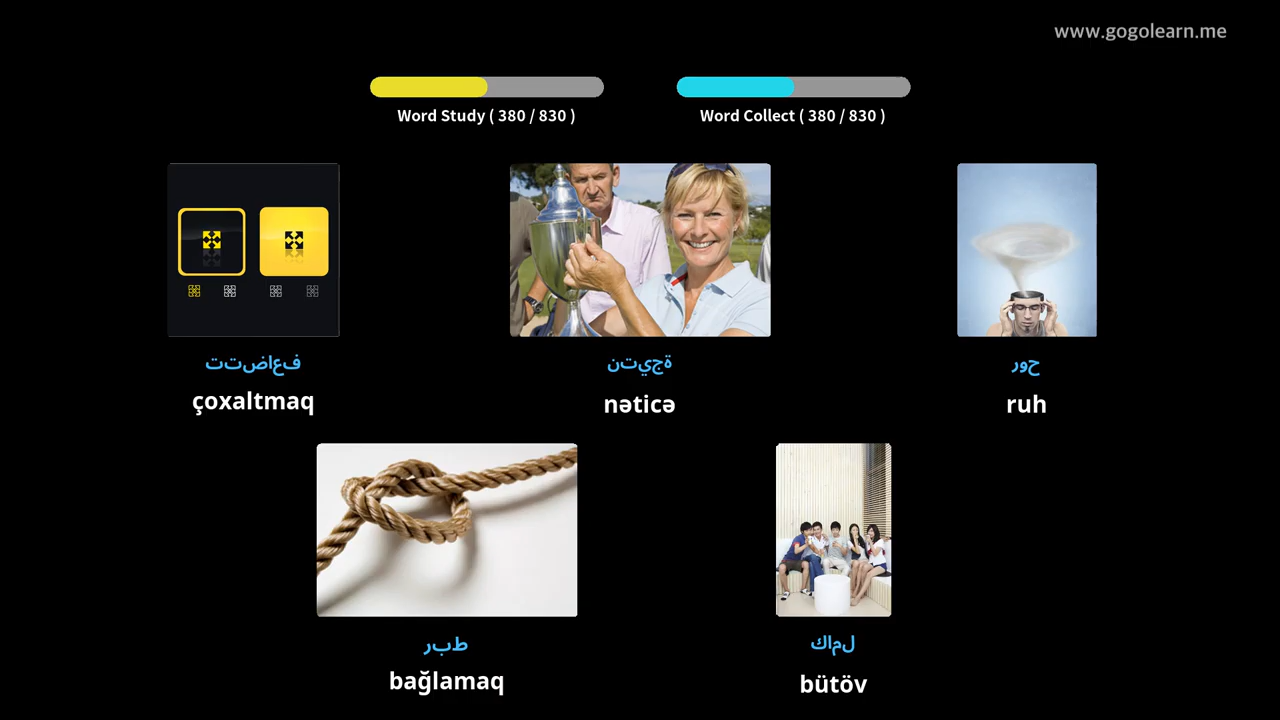 www.gogolearn.me
Word Study ( 380 / 830 )
Word Collect ( 380 / 830 )
تتضاعف
نتيجة
روح
çoxaltmaq
nəticə
ruh
ربط
كامل
bağlamaq
bütöv